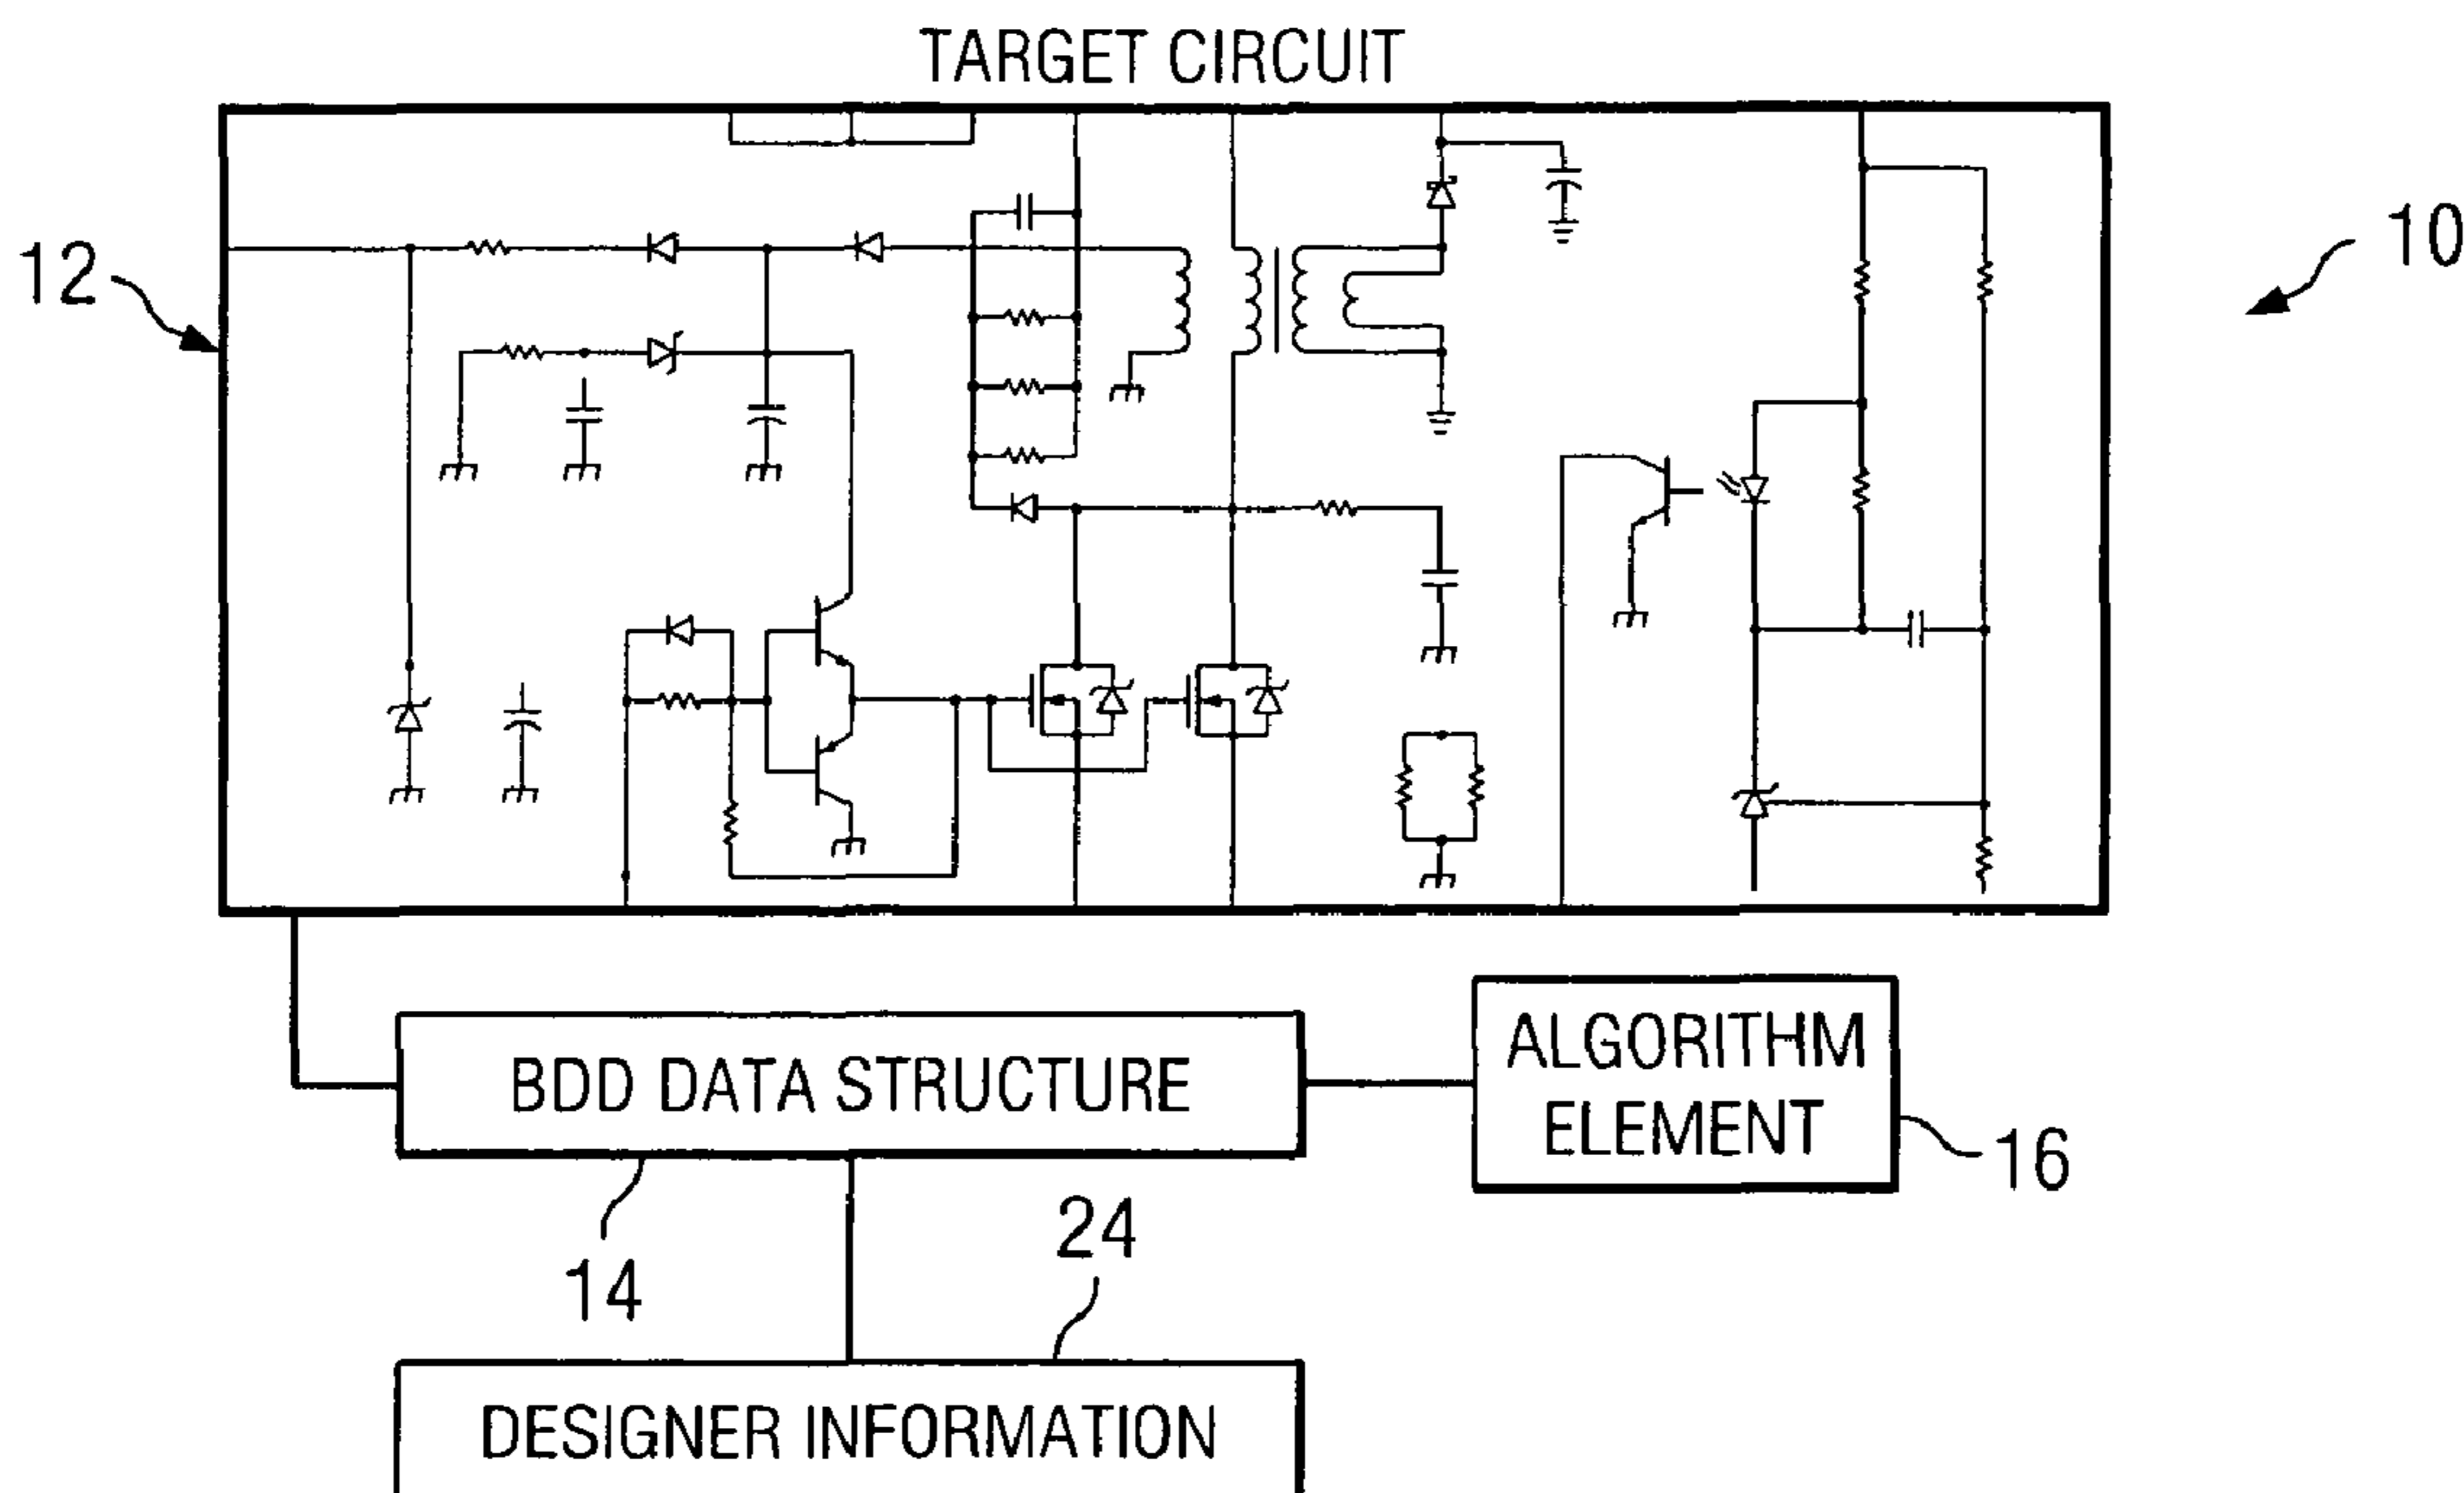 TARGET CIRCUIT
12
10
BDD DATA STRUCTURE
ALGORITHM
ELEMENT
16
14
24
DESIGNER INFORMATION